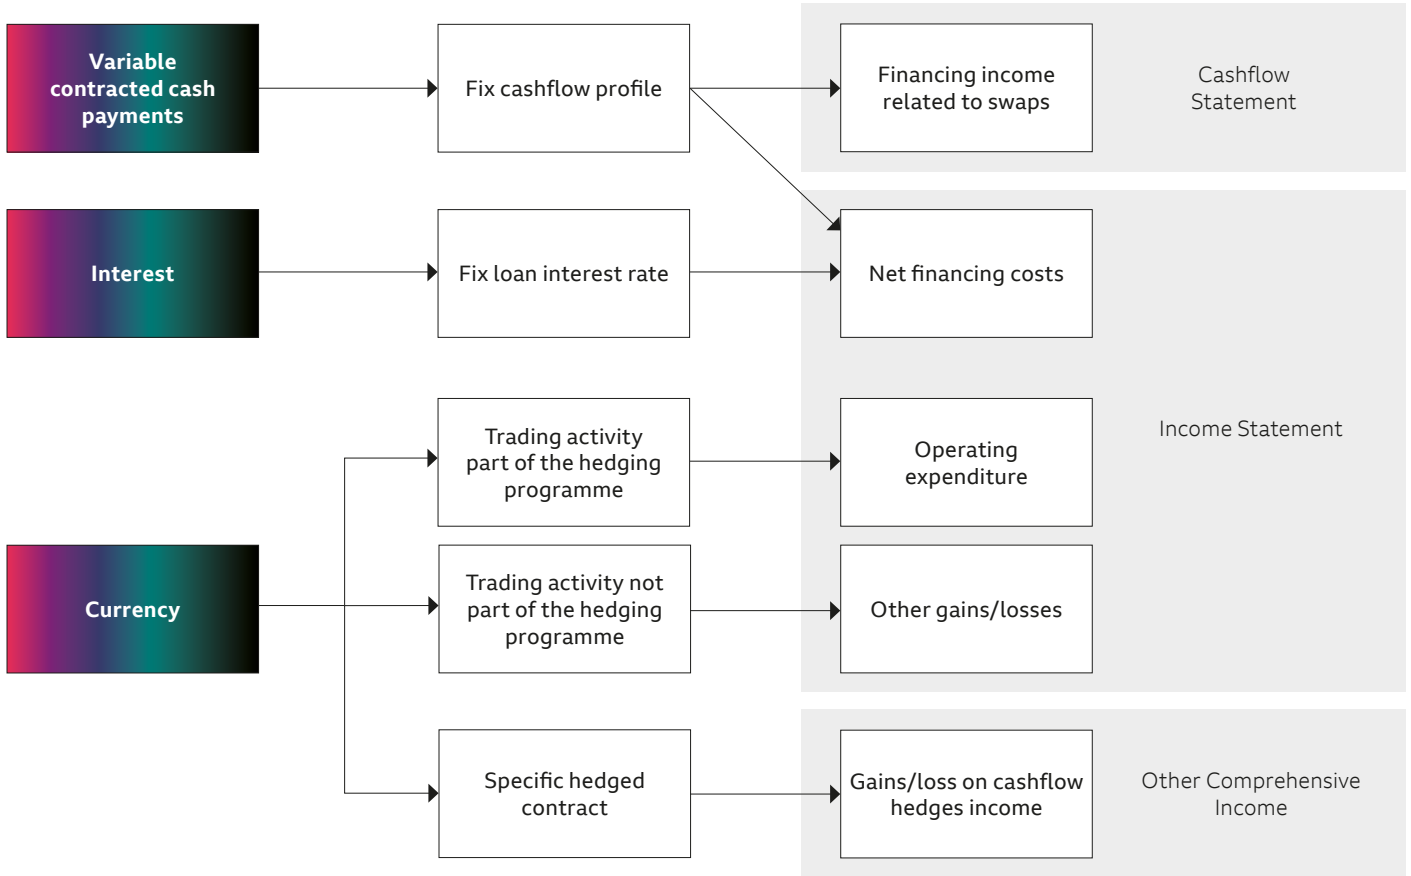 Variable
contracted cash
payments
Fix cashflow profile
Financing income
related to swaps
Cashflow
Statement
Interest
Fix loan interest rate
Net financing costs
Income Statement
Trading activity
part of the hedging
programme
Operating
expenditure
Currency
Trading activity not
part of the hedging
programme
Other gains/losses
Specific hedged
contract
Gains/loss on cashflow
hedges income
Other Comprehensive
Income